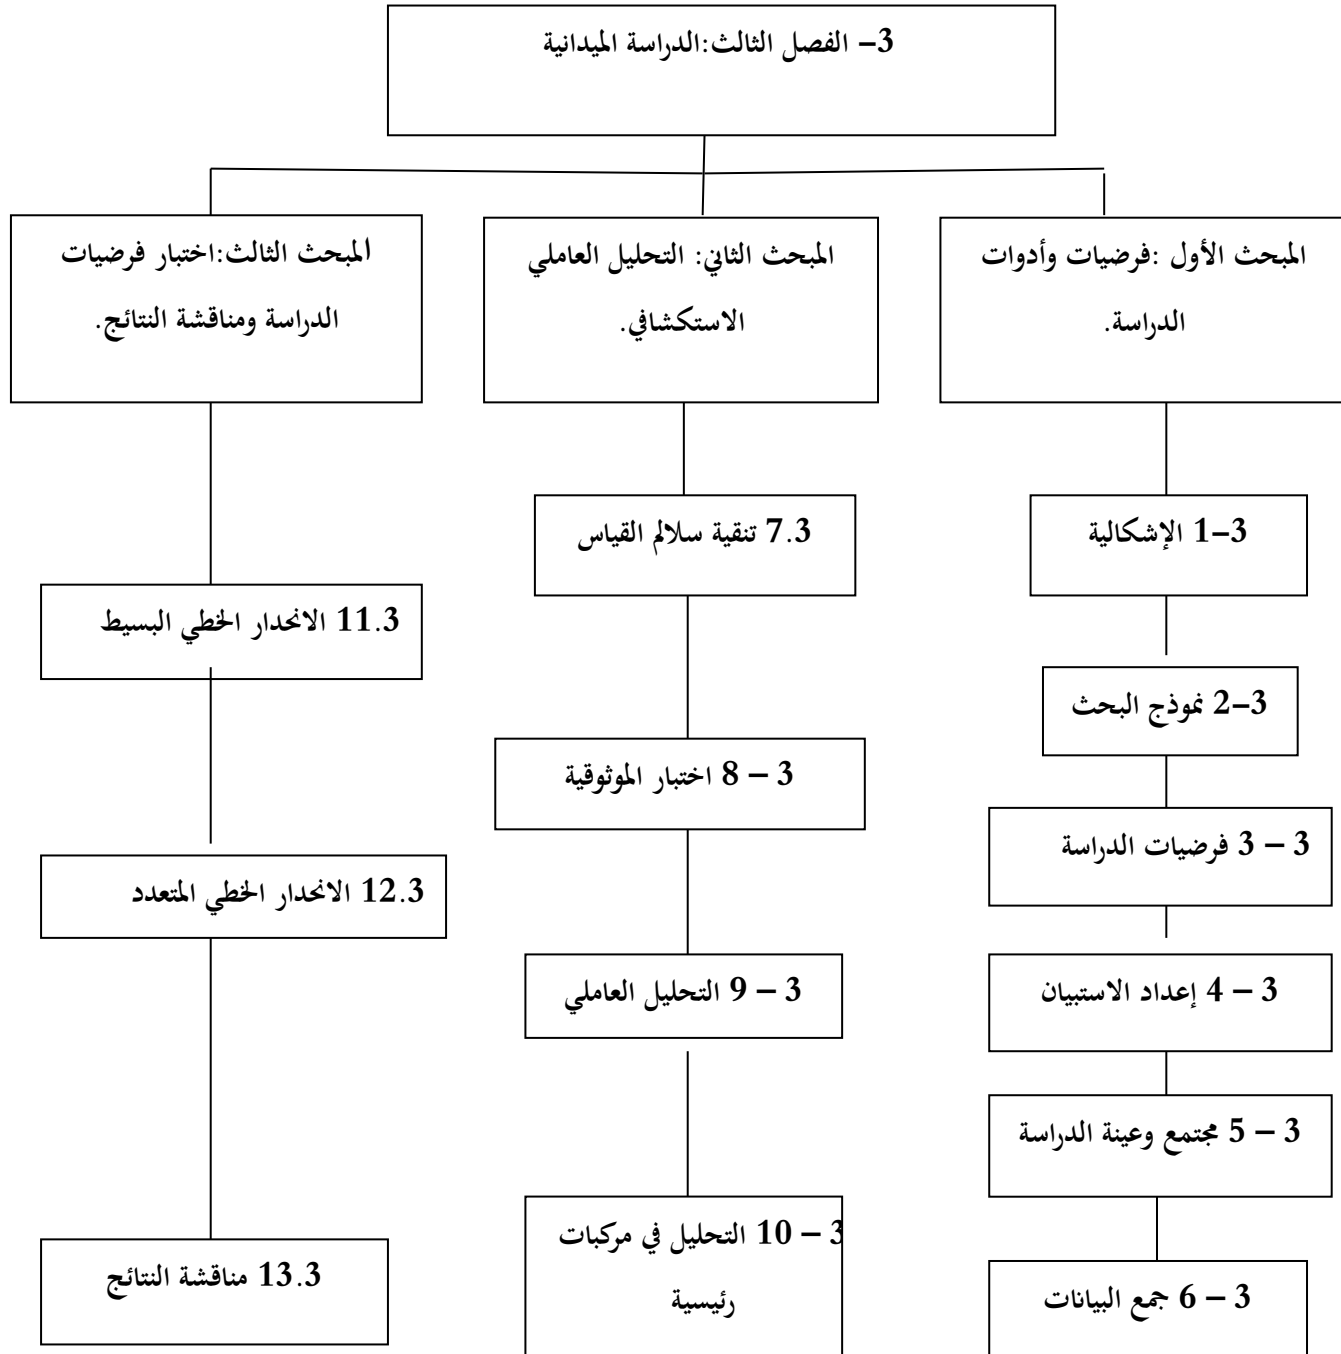 3– الفصل الثالث:الدراسة الميدانية
المبحث الأول :فرضيات وأدوات
الدراسة.
المبحث الثاني: التحليل العاملي
الاستكشافي.
المبحث الثالث:اختبار فرضيات
الدراسة ومناقشة النتائج.
3–1 الإشكالية
3–2 نموذج البحث
3 – 3 فرضيات الدراسة
3 – 4 إعداد الاستبيان
3 – 5 مجتمع وعينة الدراسة
3 – 6 جمع البيانات
7.3 تنقية سلالم القياس
3 – 8 اختبار الموثوقية
3 – 9 التحليل العاملي
3 – 10 التحليل في مركبات
رئيسية
11.3 الانحدار الخطي البسيط
12.3 الانحدار الخطي المتعدد
13.3 مناقشة النتائج